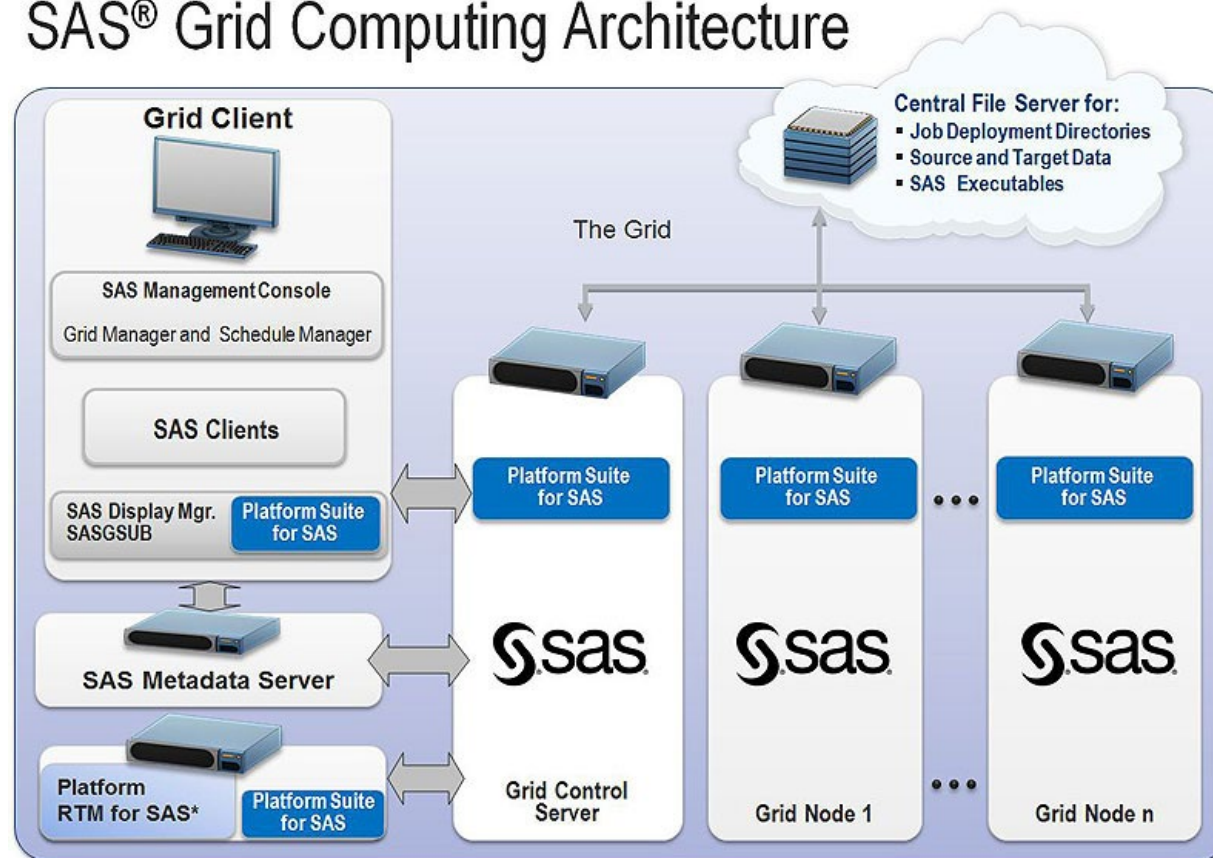 SAS® Grid Computing Architecture
Grid Client
SAS Management Console
Grid Manager and Schedule Manager
SAS Clients
SAS Display Mgr.
SASGSUB
Platform Suite
for SAS
SAS Metadata Server
Platform
RTM for SAS*
Platform Suite
for SAS
The Grid
Central File Server for:
▪ Job Deployment Directories
▪ Source and Target Data
▪ SAS Executables
Platform Suite
for SAS
sas
Grid Control
Server
Platform Suite
for SAS
sas
Grid Node 1
...
...
Platform Suite
for SAS
sas
Grid Node n